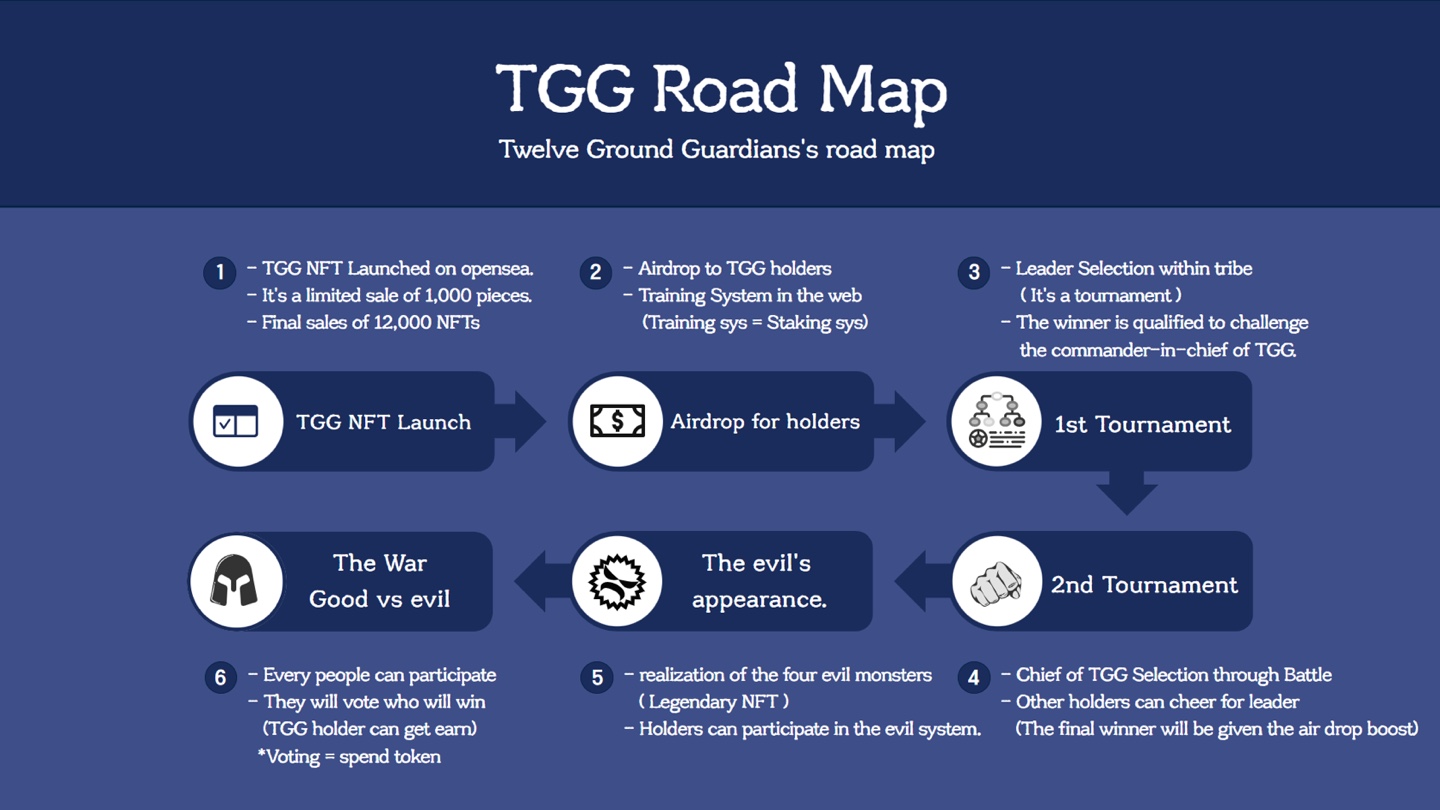 TGG Road Map
Twelve Ground Guardians's road map
1
- TGG NFT Launched on opensea.
- It's a limited sale of 1,000 pieces.
- Final sales of 12,000 NFTs
TGG NFT Launch
2
- Airdrop to TGG holders
- Training System in the web
(Training sys = Staking sys)
$
Airdrop for holders
3
- Leader Selection within tribe
( It's a tournament )
- The winner is qualified to challenge
the commander-in-chief of TGG.
1st Tournament
2nd Tournament
4
- Chief of TGG Selection through Battle
- Other holders can cheer for leader
(The final winner will be given the air drop boost)
The evil's
appearance.
5
- realization of the four evil monsters
( Legendary NFT )
- Holders can participate in the evil system.
The War
Good vs evil
6
- Every people can participate
- They will vote who will win
(TGG holder can get earn)
*Voting = spend token